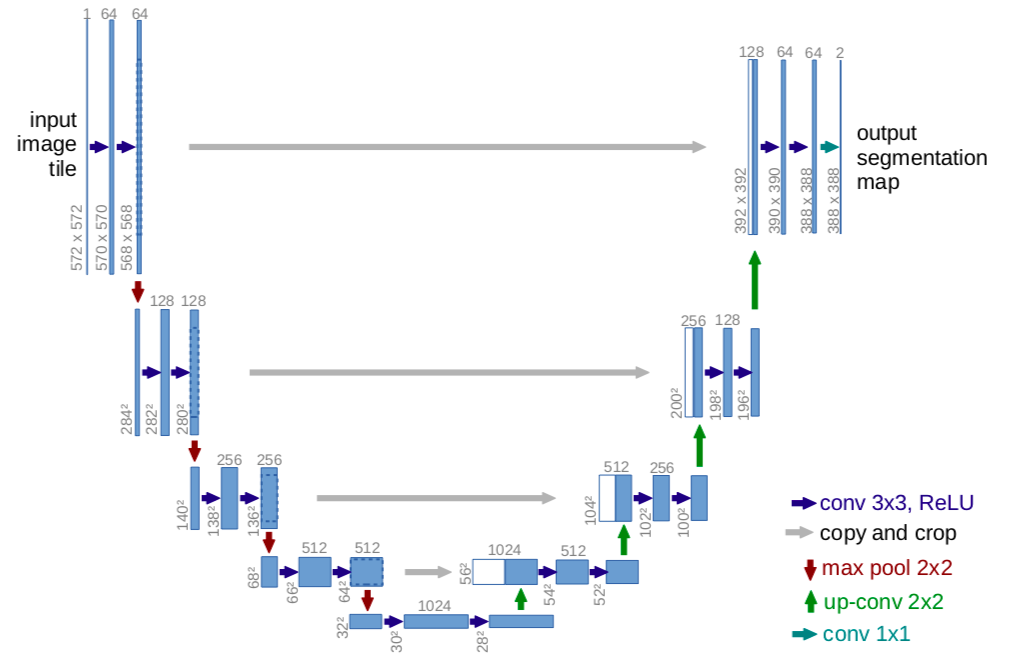 1 64 64
128 64 64 2
input
image
tile
output
segmentation
map
572 x 572
570 x 570
568 x 568
392 x 392
390 x 390
388 x 388
388 x 388
128 128
256 128
284²
282²
280²
200²
198²
196²
256 256
512 256
140²
138²
136²
104²
102²
100²
conv 3x3, ReLU
copy and crop
max pool 2x2
up-conv 2x2
conv 1x1
512 512
1024 512
68²
66²
64²
56²
54²
52²
1024
32²
30²
28²